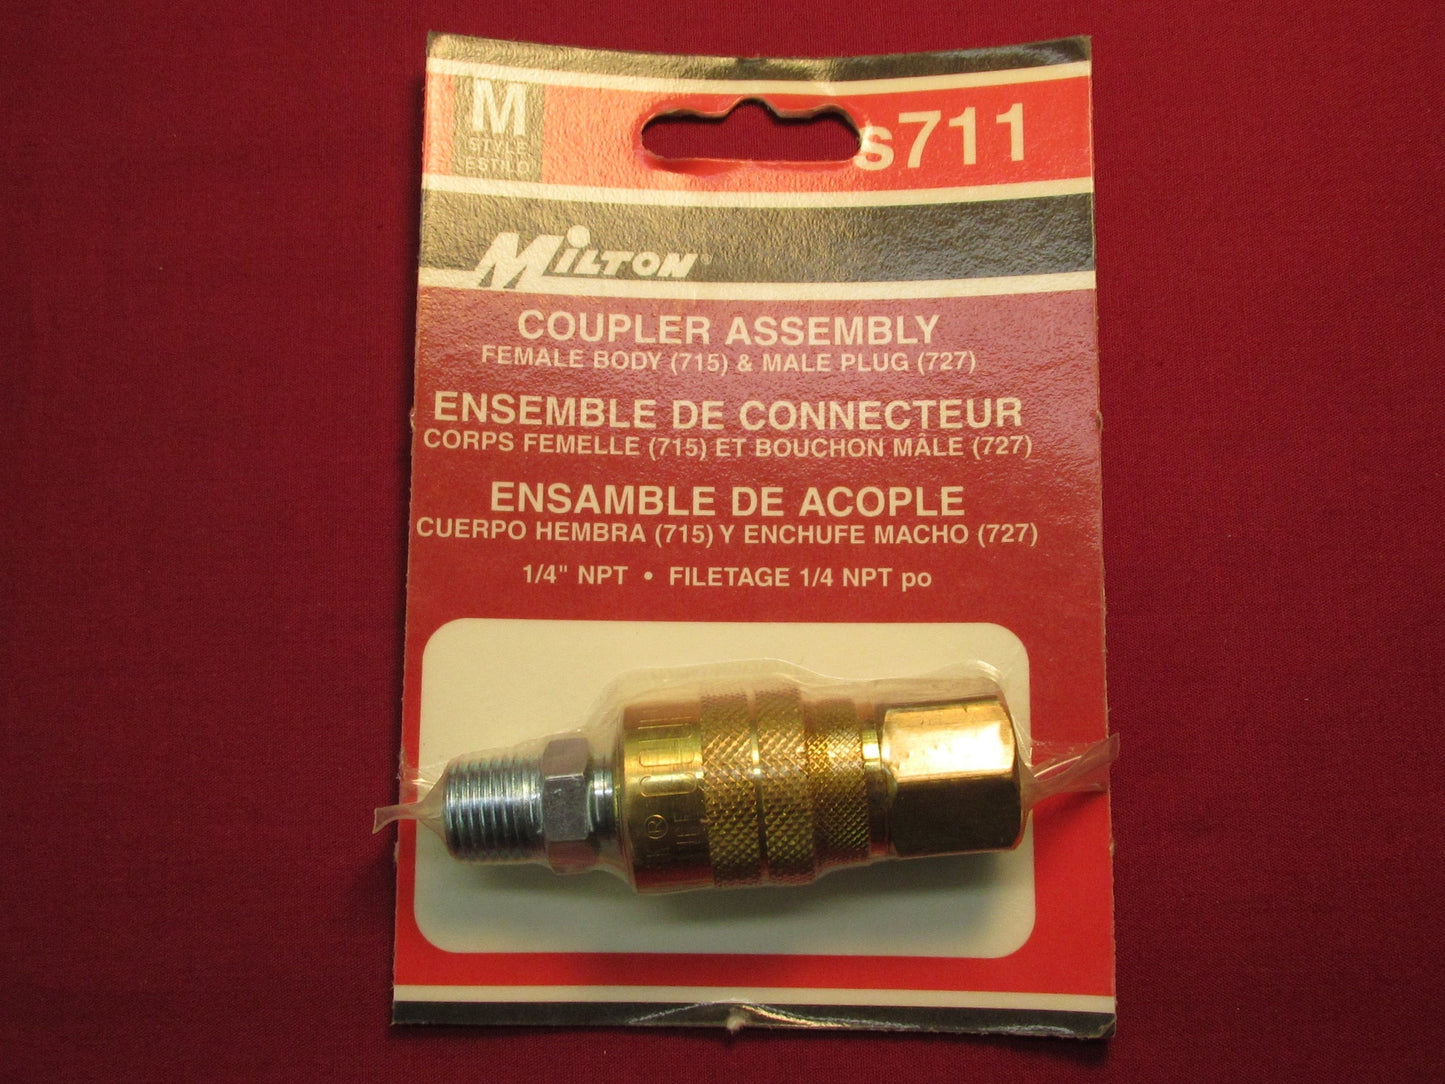 M
STYLE
ESTILO
s711
MILTON®
COUPLER ASSEMBLY
FEMALE BODY (715) & MALE PLUG (727)
ENSEMBLE DE CONNECTEUR
CORPS FEMELLE (715) ET BOUCHON MÂLE (727)
ENSAMBLE DE ACOPLE
CUERPO HEMBRA (715) Y ENCHUFE MACHO (727)
1/4" NPT • FILETAGE 1/4 NPT po